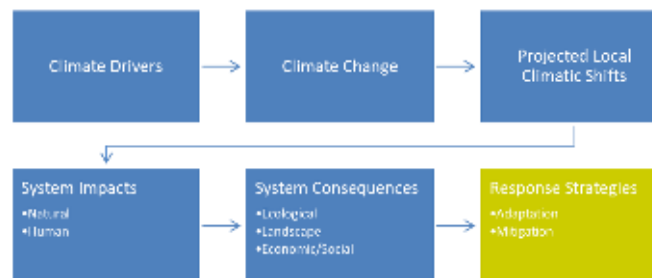 Climate Drivers
Climate Change
Projected Local
Climatic Shifts
System Impacts
•Natural
•Human
System Consequences
•Ecological
•Landscape
•Economic/Social
Response Strategies
•Adaptation
•Mitigation